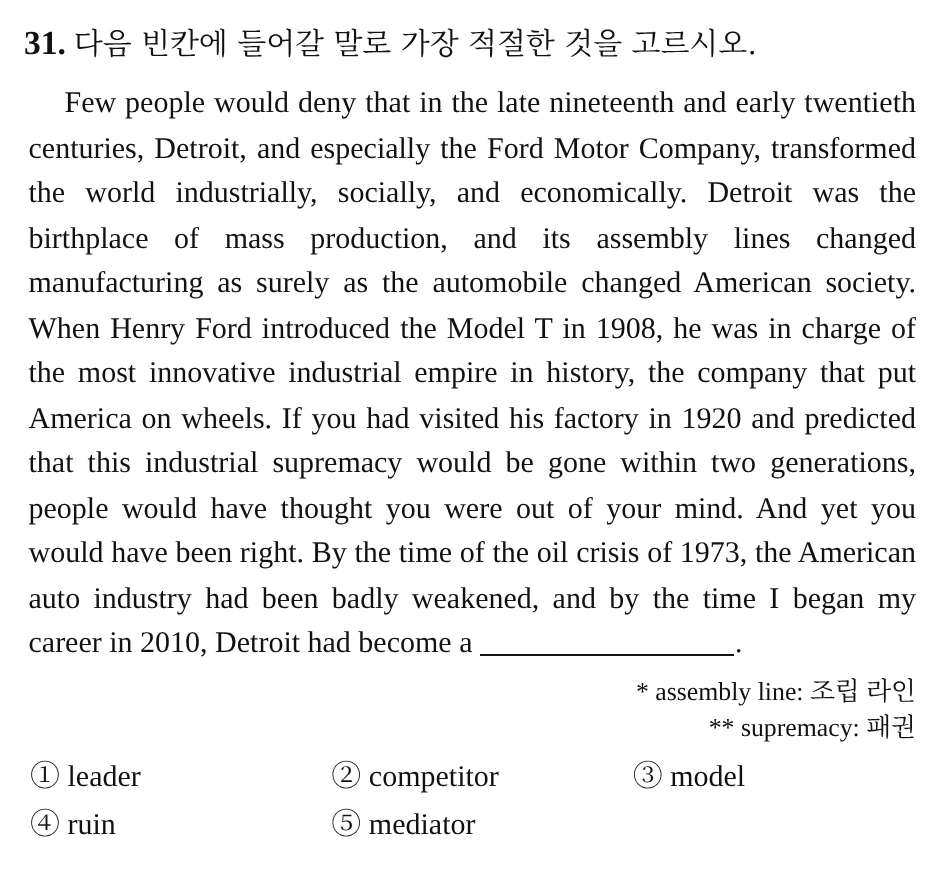 31. 다음 빈칸에 들어갈 말로 가장 적절한 것을 고르시오.
Few people would deny that in the late nineteenth and early twentieth
centuries, Detroit, and especially the Ford Motor Company, transformed
the world industrially, socially, and economically. Detroit was the
birthplace of mass production, and its assembly lines changed
manufacturing as surely as the automobile changed American society.
When Henry Ford introduced the Model T in 1908, he was in charge of
the most innovative industrial empire in history, the company that put
America on wheels. If you had visited his factory in 1920 and predicted
that this industrial supremacy would be gone within two generations,
people would have thought you were out of your mind. And yet you
would have been right. By the time of the oil crisis of 1973, the American
auto industry had been badly weakened, and by the time I began my
career in 2010, Detroit had become a ________________.
* assembly line: 조립 라인
** supremacy: 패권
① leader ② competitor ③ model
④ ruin ⑤ mediator